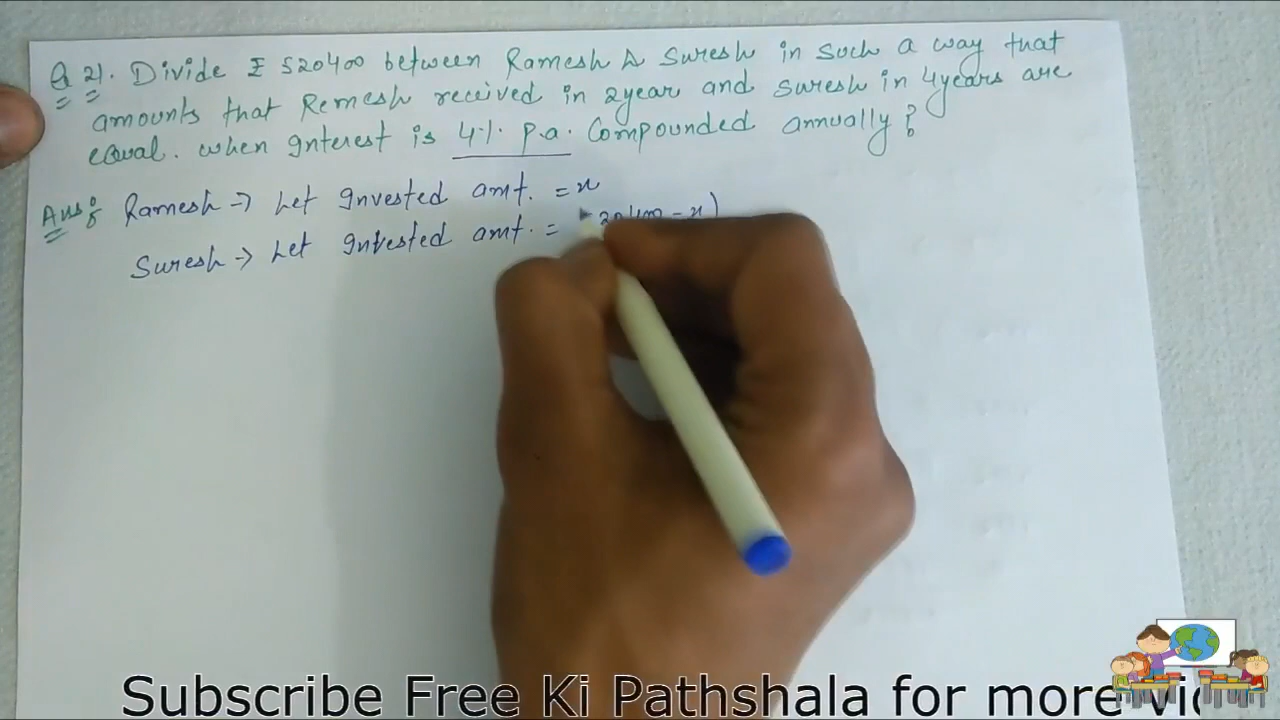 Q 21. Divide ₹ 520400 between Ramesh & Suresh in such a way that
amounts that Remesh received in 2year and Suresh in 4years are
equal. when Interest is 4% p.a. Compounded annually?
Ans: Ramesh → Let Invested amt. = x
Suresh → Let Invested amt. = - x)
Subscribe Free Ki Pathshala for more